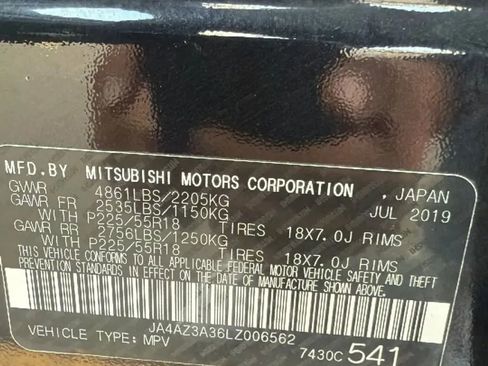 MFD.BY MITSUBISHI MOTORS CORPORATION , JAPAN
GVWR 4861LBS/2205KG JUL 2019
GAWR FR 2535LBS/1150KG
WITH P225/55R18 TIRES 18X7.0J RIMS
GAWR RR 2756LBS/1250KG
WITH P225/55R18 TIRES 18X7.0J RIMS
THIS VEHICLE CONFORMS TO ALL APPLICABLE FEDERAL MOTOR VEHICLE SAFETY AND THEFT
PREVENTION STANDARDS IN EFFECT ON THE DATE OF MANUFACTURE SHOWN ABOVE.
JA4AZ3A36LZ006562
VEHICLE TYPE: MPV 7430C 541